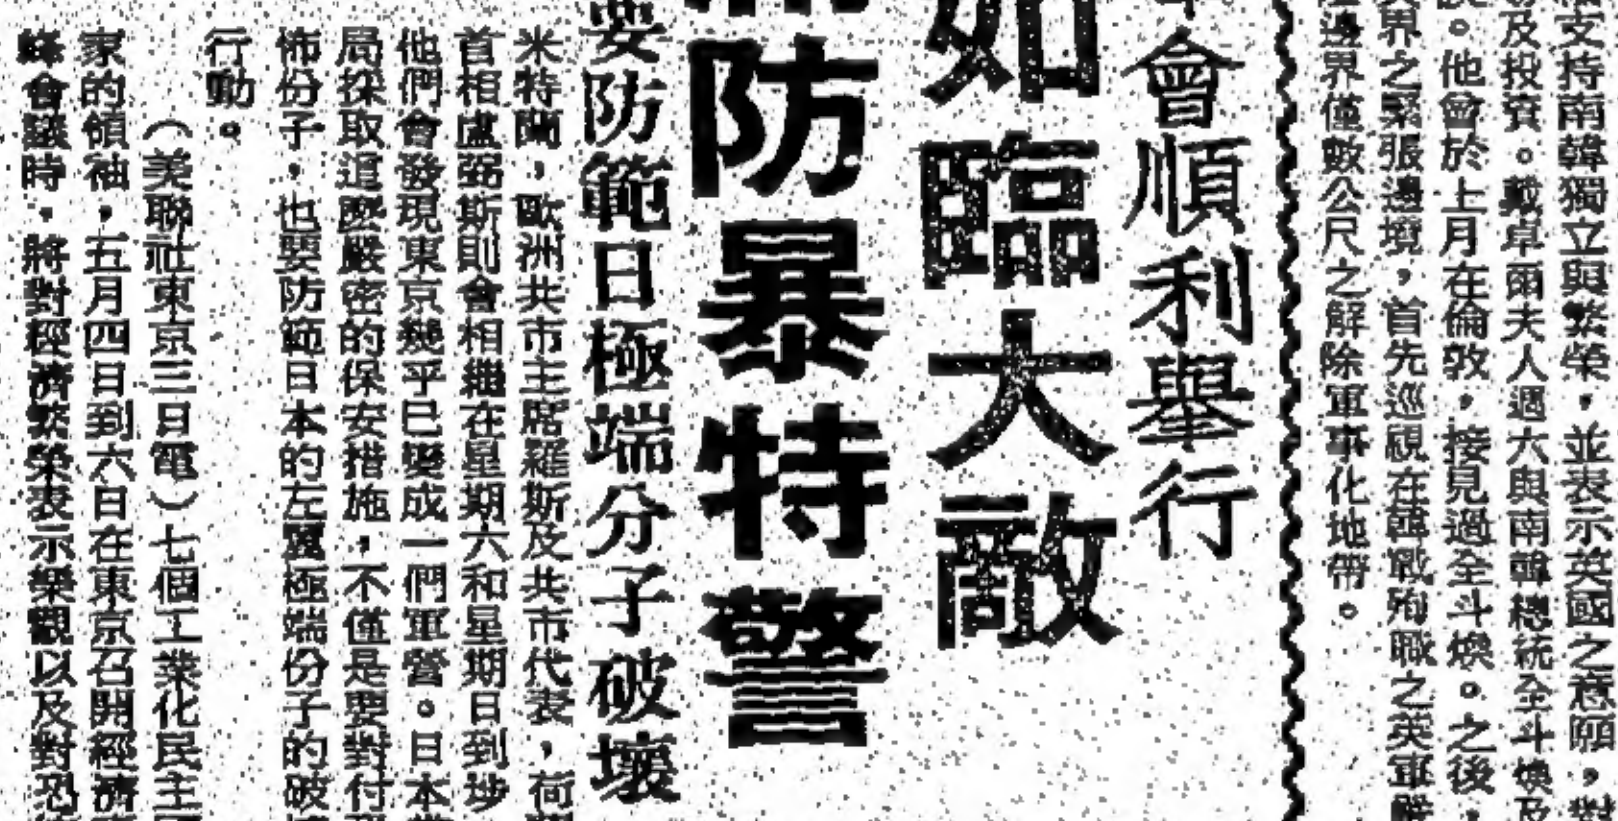 支持南韓獨立與繁榮，並表示英國之意願，對
及投資。戴卓爾夫人週六與南韓總統全斗煥及
。他曾於上月在倫敦，接見過全斗煥。之後，
界之緊張邊境，首先巡視在韓戰殉職之英軍
邊界僅數公尺之解除軍事化地帶。
會順利舉行
如臨大敵
防暴特警
要防範日極端分子破壞
米特蘭，歐洲共市主席羅斯及共市代表，荷
首相盧弼斯則會相繼在星期六和星期日到埗
他們會發現東京幾乎已變成一們軍營。日本
局採取這麽嚴密的保安措施，不僅是要對付
怖份子，也要防範日本的左翼極端份子的破
行動。
（美聯社東京三日電）七個工業化民主
家的領袖，五月四日到六日在東京召開經濟
會議時，將對經濟繁榮表示樂觀以及對恐